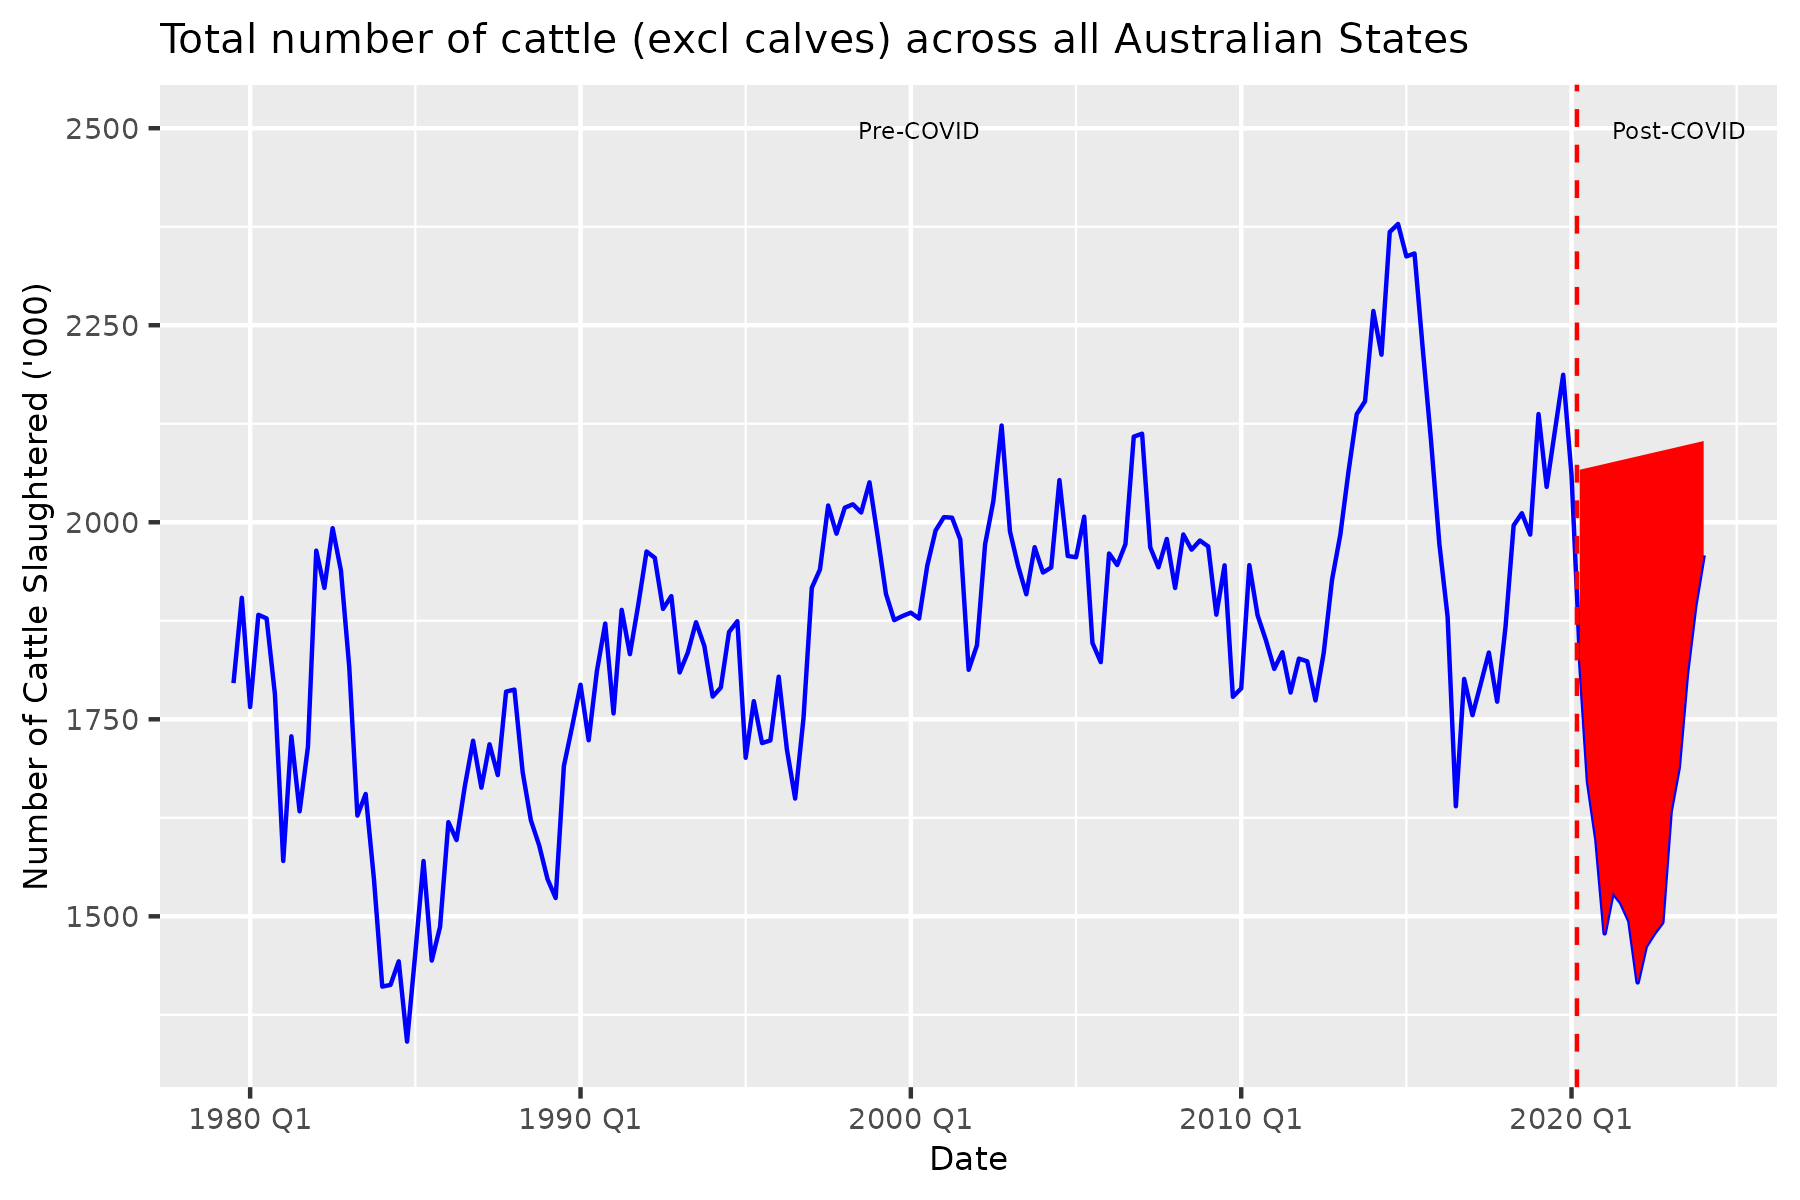 Total number of cattle (excl calves) across all Australian States
Number of Cattle Slaughtered ('000)
2500
2250
2000
1750
1500
Pre-COVID
Post-COVID
1980 Q1
1990 Q1
2000 Q1
2010 Q1
2020 Q1
Date